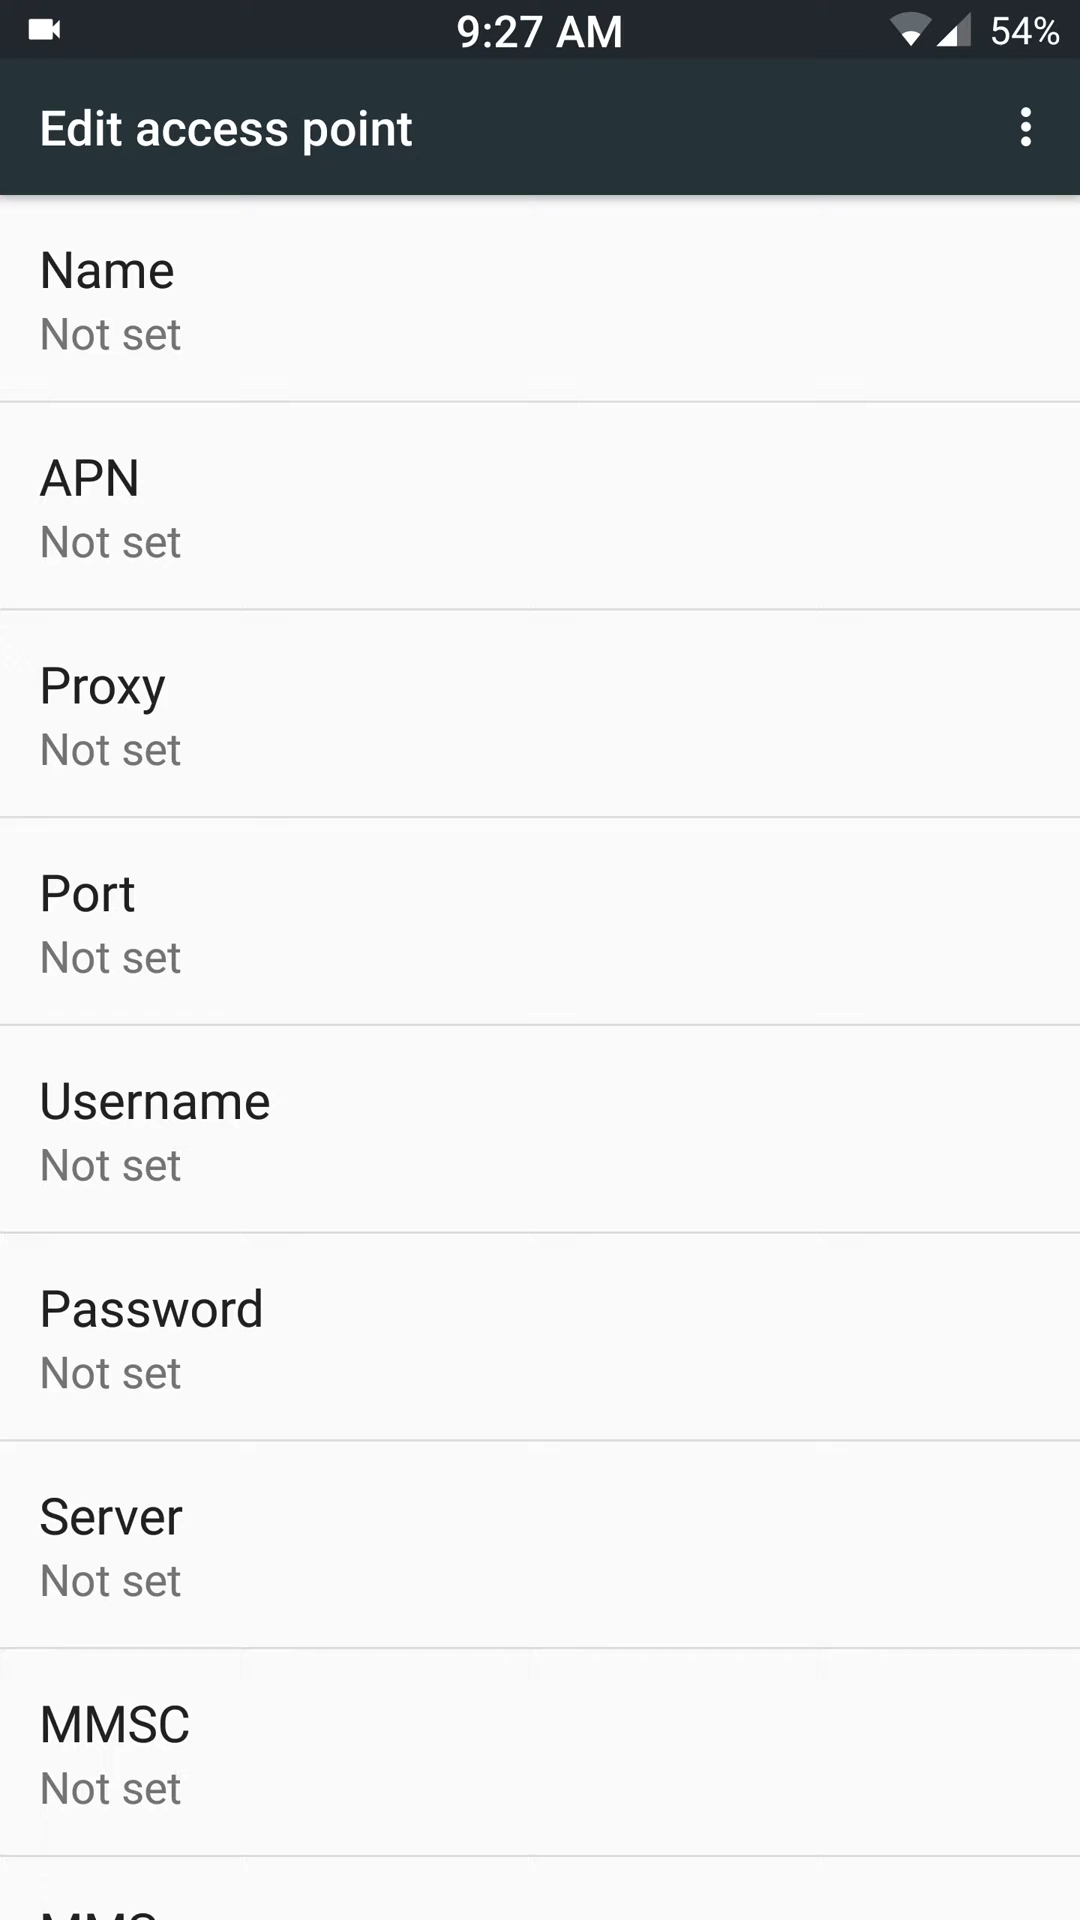 9:27 AM
54%
Edit access point
Name
Not set
APN
Not set
Proxy
Not set
Port
Not set
Username
Not set
Password
Not set
Server
Not set
MMSC
Not set